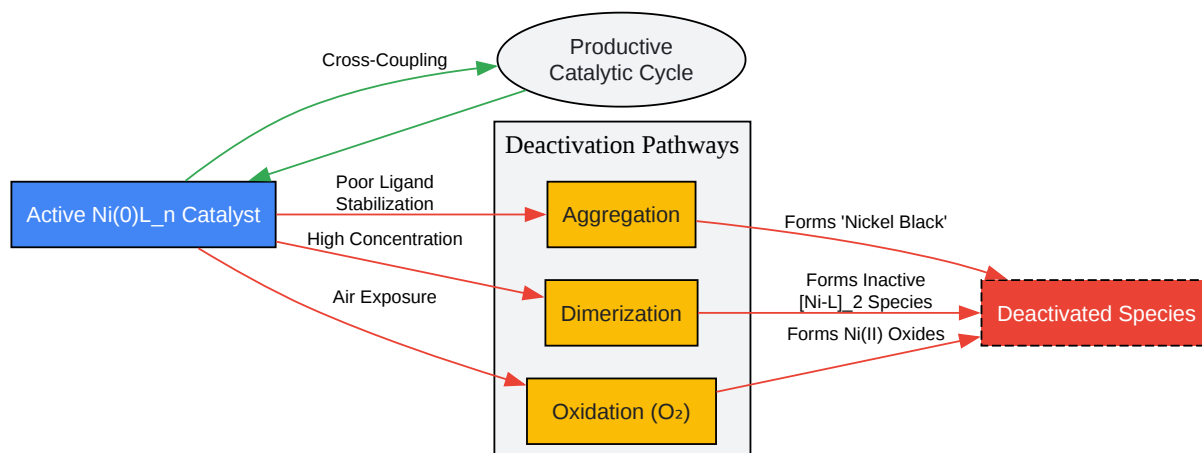 Productive
Catalytic Cycle
Cross-Coupling
Deactivation Pathways
Active Ni(0)L_n Catalyst
Poor Ligand
Stabilization
Aggregation
Forms 'Nickel Black'
High Concentration
Dimerization
Forms Inactive
[Ni-L]_2 Species
Deactivated Species
Air Exposure
Oxidation (O₂)
Forms Ni(II) Oxides